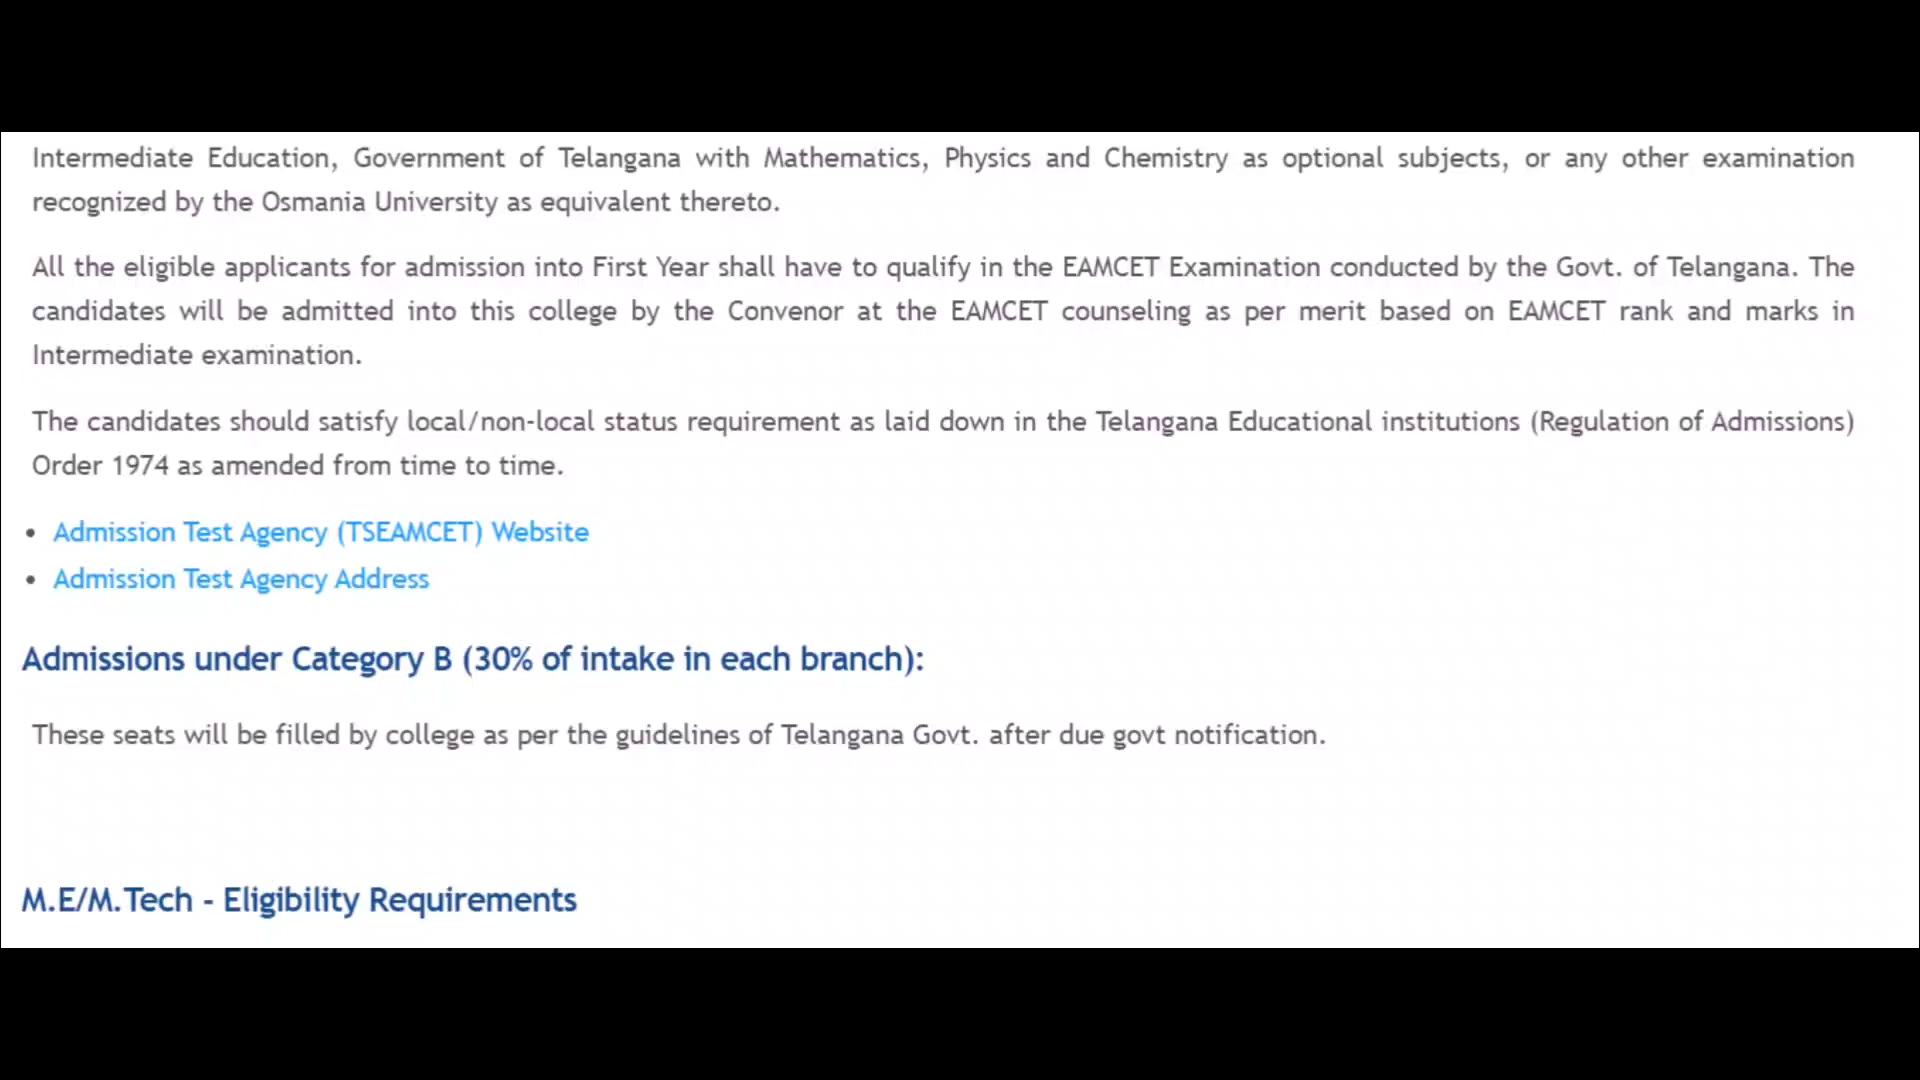 Intermediate Education, Government of Telangana with Mathematics, Physics and Chemistry as optional subjects, or any other examination
recognized by the Osmania University as equivalent thereto.
All the eligible applicants for admission into First Year shall have to qualify in the EAMCET Examination conducted by the Govt. of Telangana. The
candidates will be admitted into this college by the Convenor at the EAMCET counseling as per merit based on EAMCET rank and marks in
Intermediate examination.
The candidates should satisfy local/non-local status requirement as laid down in the Telangana Educational institutions (Regulation of Admissions)
Order 1974 as amended from time to time.
• Admission Test Agency (TSEAMCET) Website
• Admission Test Agency Address
Admissions under Category B (30% of intake in each branch):
These seats will be filled by college as per the guidelines of Telangana Govt. after due govt notification.
M.E/M.Tech - Eligibility Requirements